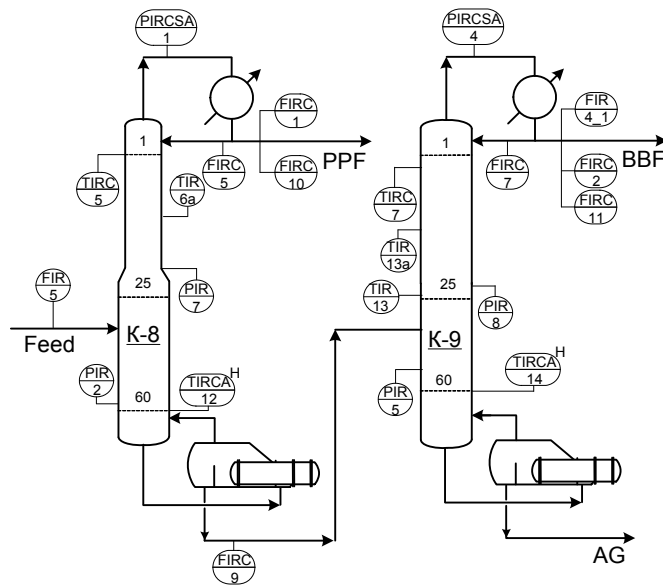 PIRCSA
1
PIRCSA
4
FIRC
1
FIR
4_1
1
PPF
1
BBF
FIRC
5
FIRC
10
FIRC
7
FIRC
2
FIRC
11
TIRC
5
TIR
6a
TIRC
7
TIR
13a
FIR
5
25
PIR
7
TIR
13
25
PIR
8
Feed
K-8
K-9
PIR
2
60
TIRCA
12
H
PIR
5
60
TIRCA
14
H
FIRC
9
AG